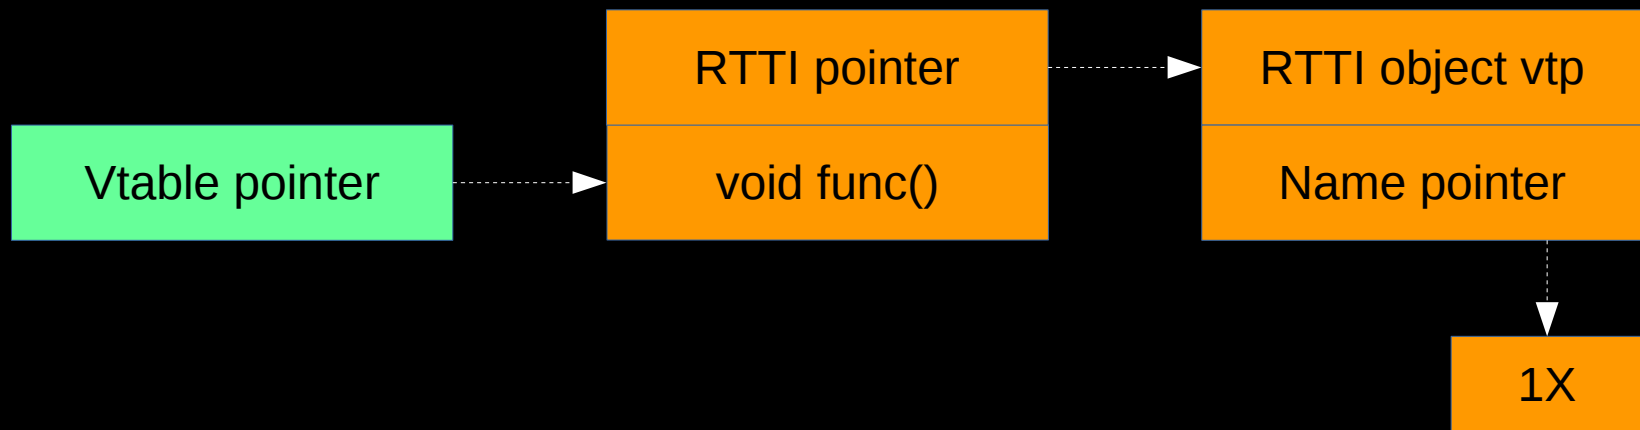 RTTI pointer
RTTI object vtp
Vtable pointer
void func()
Name pointer
1X